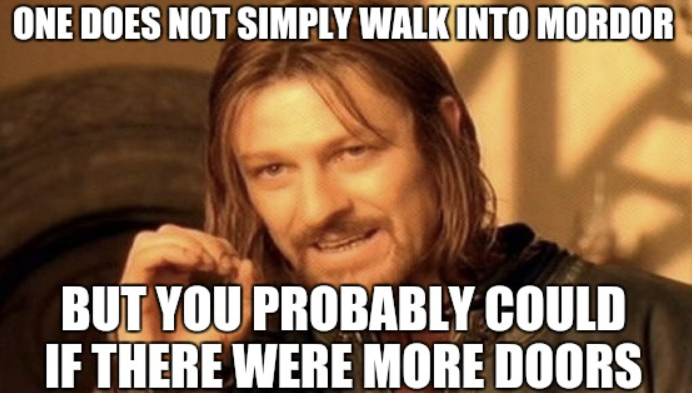 ONE DOES NOT SIMPLY WALK INTO MORDOR
BUT YOU PROBABLY COULD
IF THERE WERE MORE DOORS